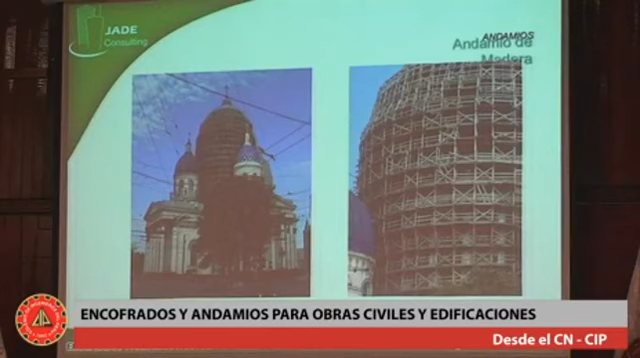 JADE
Consulting
ANDAMIOS
Andamio de
Madera
ENCOFRADOS Y ANDAMIOS PARA OBRAS CIVILES Y EDIFICACIONES
Desde el CN - CIP